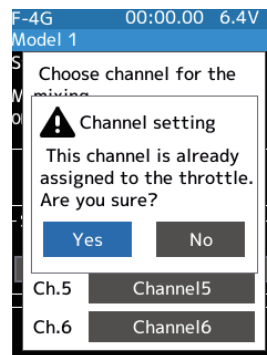 F-4G 00:00.00 6.4V
Model 1
Choose channel for the
mixing
Channel setting
This channel is already
assigned to the throttle.
Are you sure?
Yes No
Ch.5 Channel5
Ch.6 Channel6